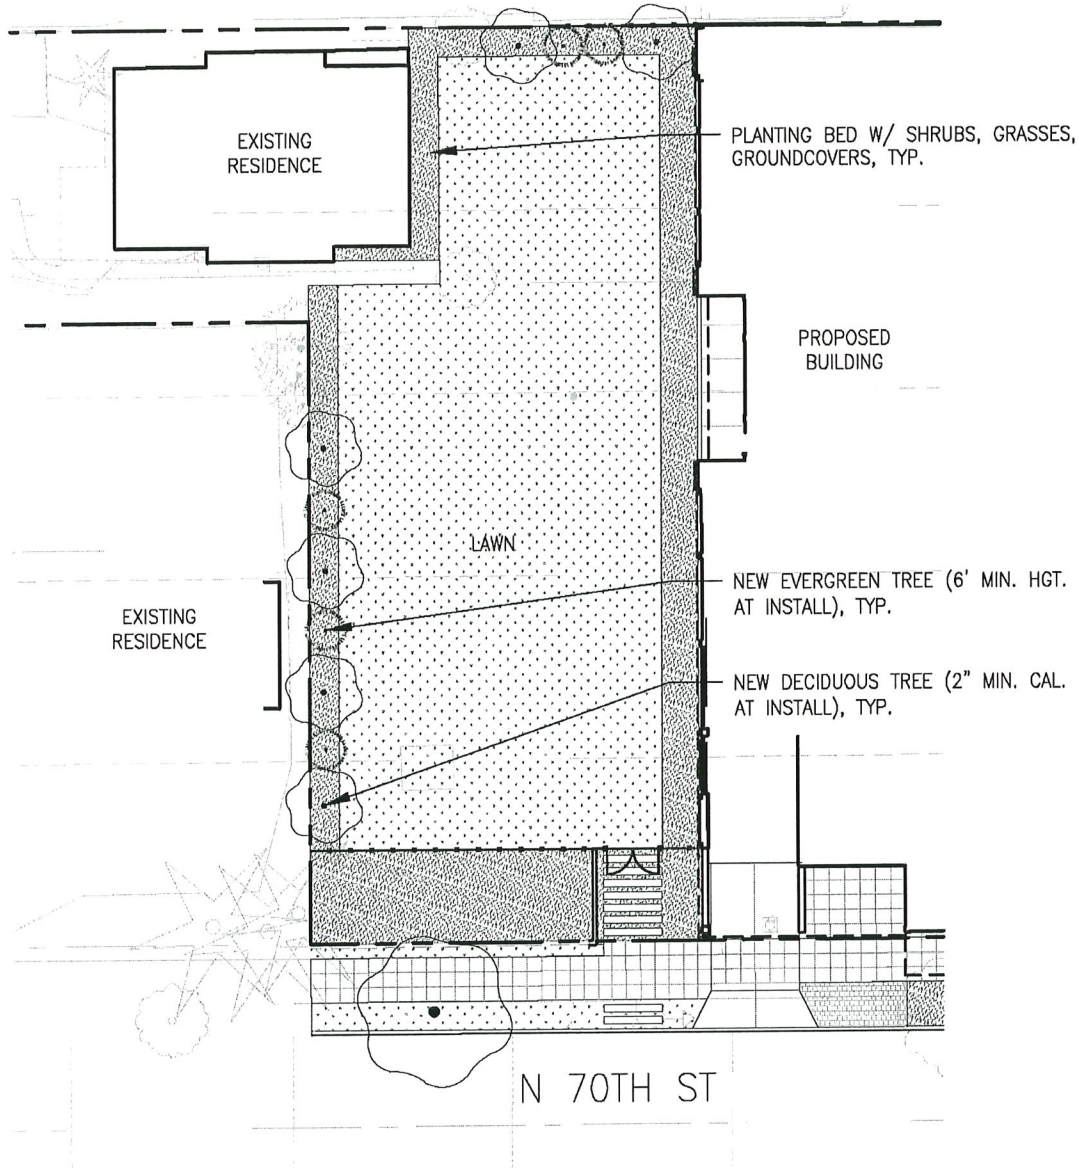 EXISTING
RESIDENCE
PLANTING BED W/ SHRUBS, GRASSES,
GROUNDCOVERS, TYP.
PROPOSED
BUILDING
LAWN
NEW EVERGREEN TREE (6' MIN. HGT.
AT INSTALL), TYP.
EXISTING
RESIDENCE
NEW DECIDUOUS TREE (2" MIN. CAL.
AT INSTALL), TYP.
N 70TH ST